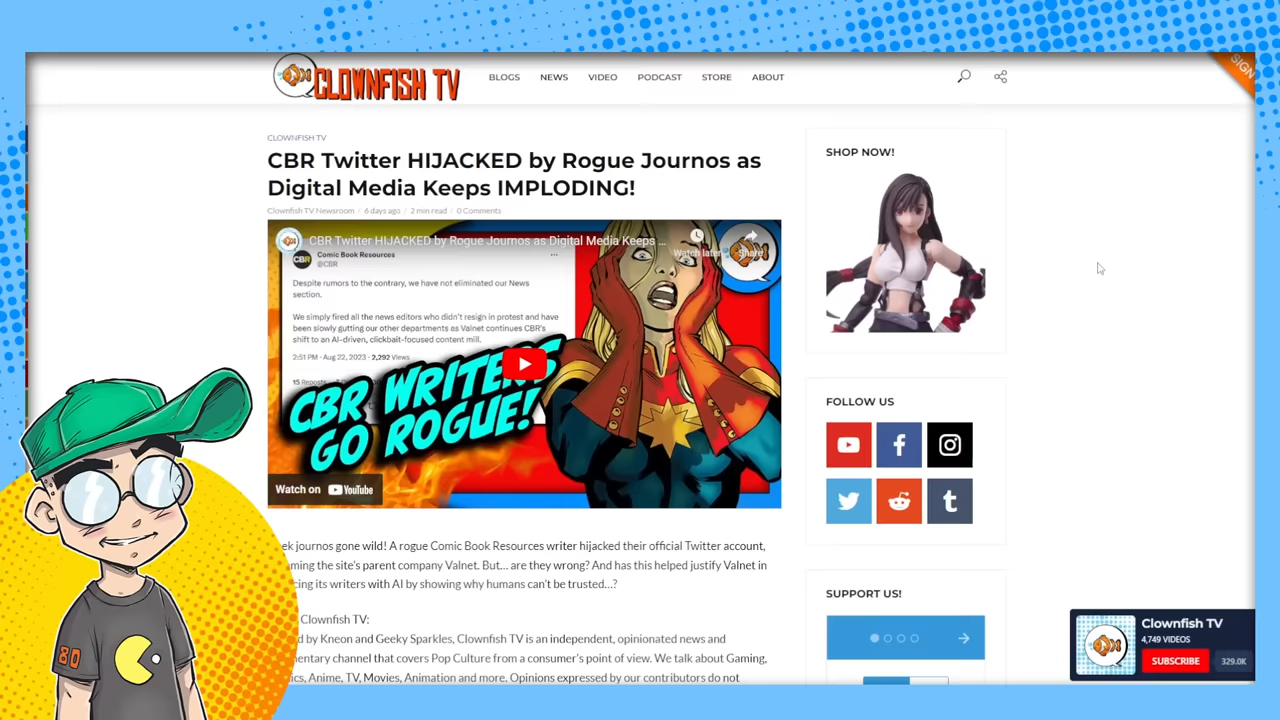 SIGN
CLOWNFISH TV
BLOGS NEWS VIDEO PODCAST STORE ABOUT
CLOWNFISH TV
CBR Twitter HIJACKED by Rogue Journos as
Digital Media Keeps IMPLODING!
Clownfish TV Newsroom / 6 days ago / 2 min read / 0 Comments
CBR Twitter HIJACKED by Rogue Journos as Digital Media Keeps ...
Watch later
Share
CBR
Comic Book Resources
@CBR
Despite rumors to the contrary, we have not eliminated our News
section.
We simply fired all the news editors who didn't resign in protest and have
been slowly gutting our other departments as Valnet continues CBR's
shift to an AI-driven, clickbait-focused content mill.
2:51 PM · Aug 22, 2023 · 2,292 Views
15 Reposts
CBR WRITERS
GO ROGUE!
Watch on YouTube
ek journos gone wild! A rogue Comic Book Resources writer hijacked their official Twitter account,
aming the site's parent company Valnet. But... are they wrong? And has this helped justify Valnet in
cing its writers with AI by showing why humans can't be trusted...?
Clownfish TV:
d by Kneon and Geeky Sparkles, Clownfish TV is an independent, opinionated news and
mentary channel that covers Pop Culture from a consumer's point of view. We talk about Gaming,
ics, Anime, TV, Movies, Animation and more. Opinions expressed by our contributors do not
SHOP NOW!
FOLLOW US
SUPPORT US!
80
Clownfish TV
4,749 VIDEOS
SUBSCRIBE 329.0K